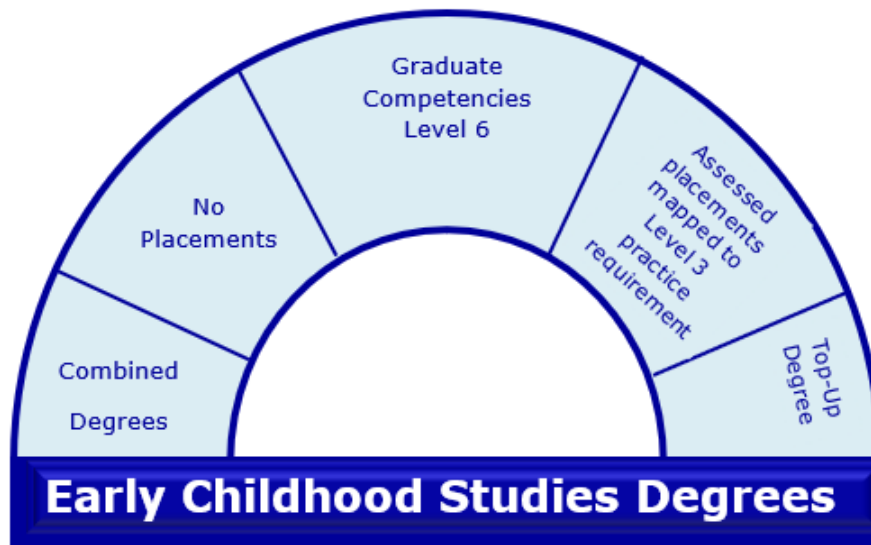 Graduate
Competencies
Level 6
No
Placements
Assessed
placements
mapped to
Level 3
practice
requirement
Combined
Degrees
Top-Up
Degree
Early Childhood Studies Degrees